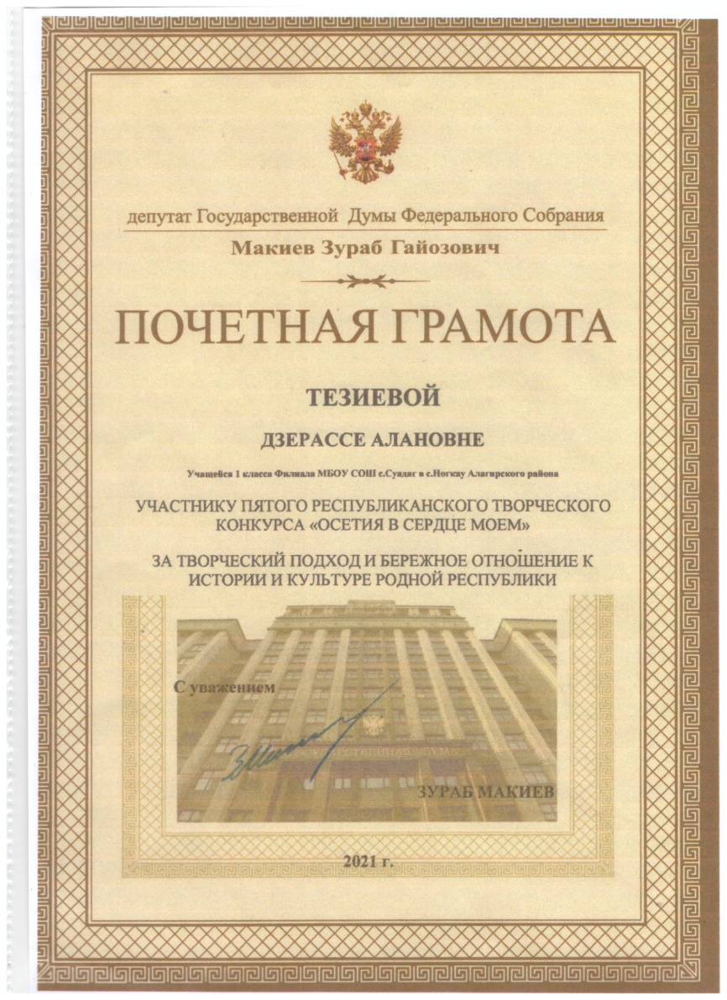 депутат Государственной Думы Федерального Собрания
Макиев Зураб Гайозович
ПОЧЕТНАЯ ГРАМОТА
ТЕЗИЕВОЙ
ДЗЕРАССЕ АЛАНОВНЕ
Учащейся 1 класса Филиала МБОУ СОШ с.Суадаг в с.Ногкау Алагирского района
УЧАСТНИКУ ПЯТОГО РЕСПУБЛИКАНСКОГО ТВОРЧЕСКОГО
КОНКУРСА «ОСЕТИЯ В СЕРДЦЕ МОЕМ»
ЗА ТВОРЧЕСКИЙ ПОДХОД И БЕРЕЖНОЕ ОТНОШЕНИЕ К
ИСТОРИИ И КУЛЬТУРЕ РОДНОЙ РЕСПУБЛИКИ
С уважением
ГОСУДАРСТВЕННАЯ ДУМА
ЗУРАБ МАКИЕВ
2021 г.